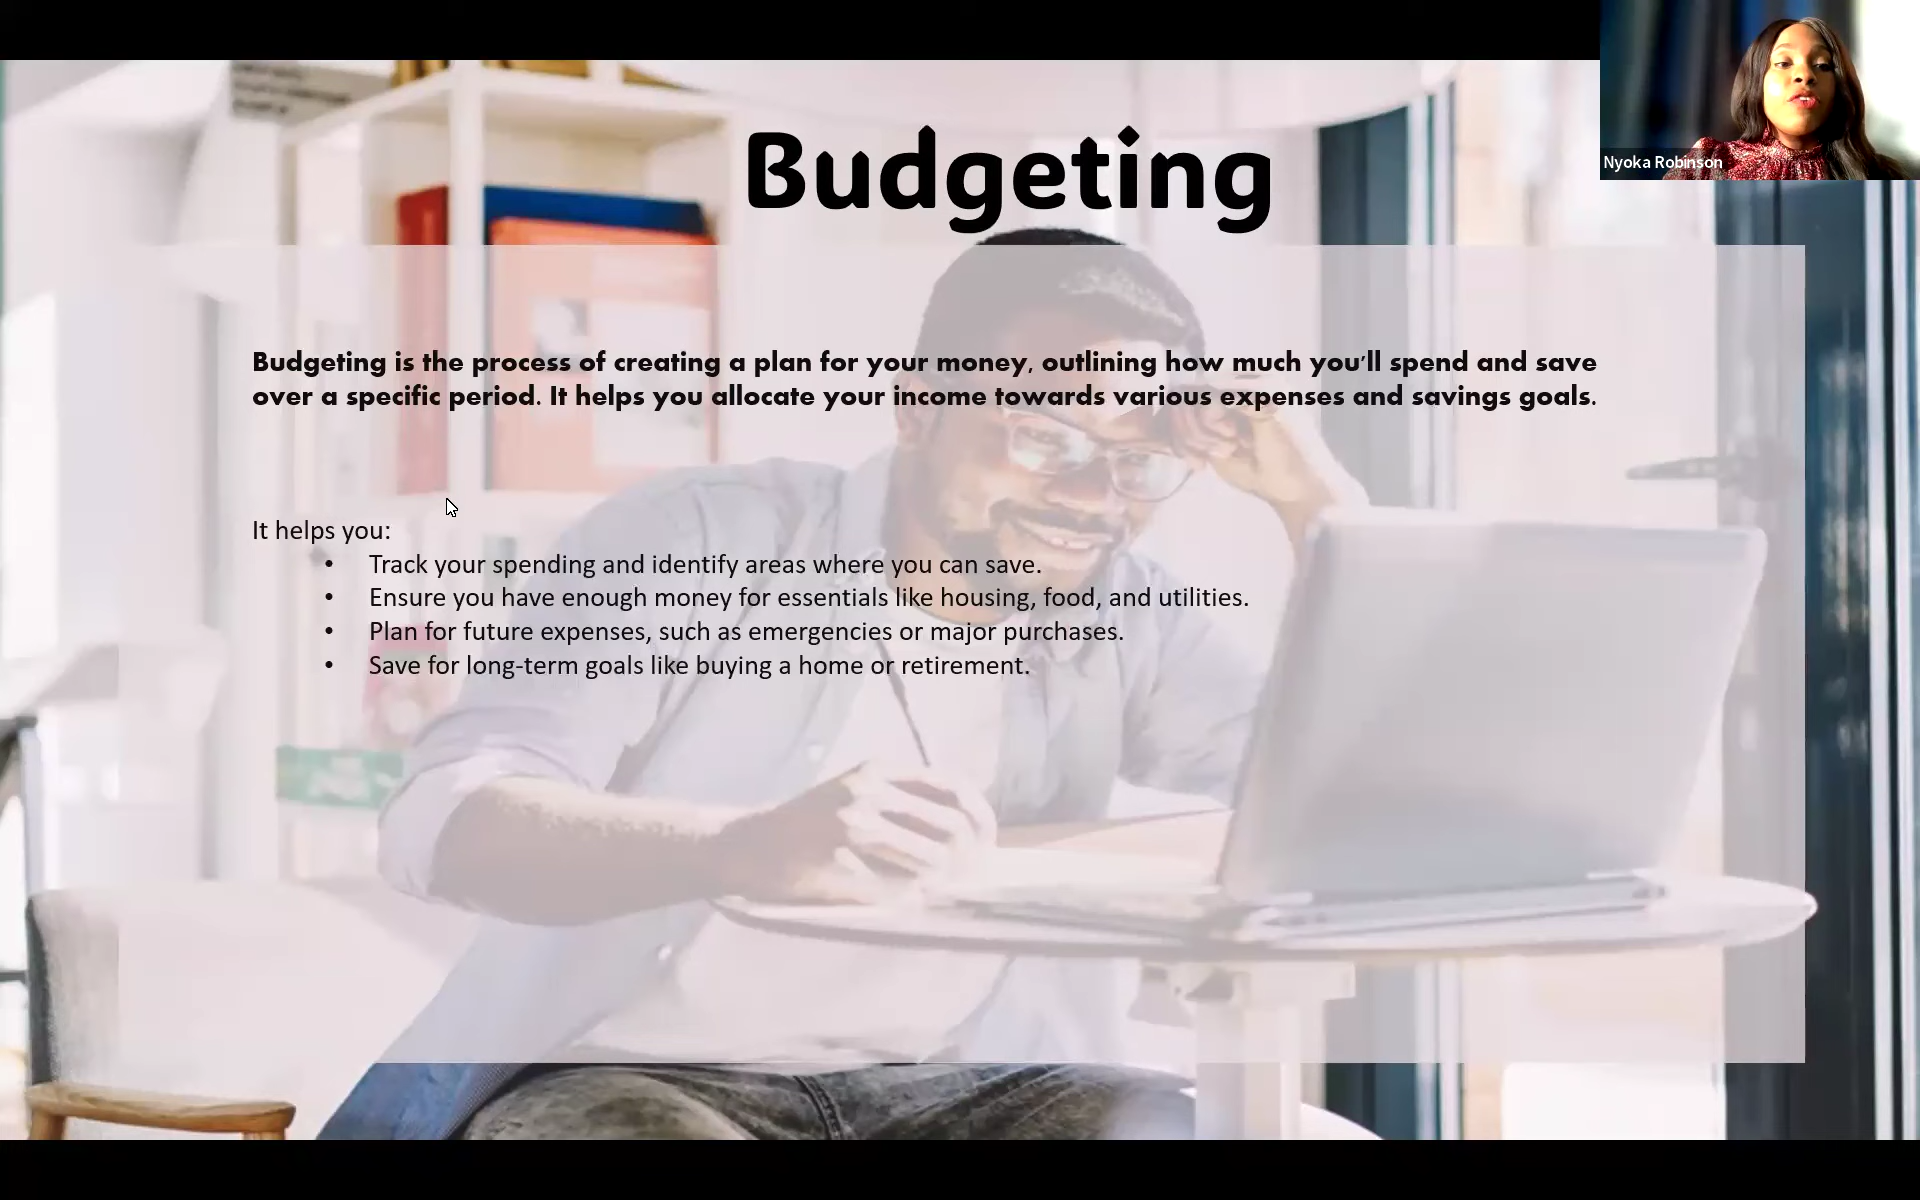 Budgeting
Nyoka Robinson
Budgeting is the process of creating a plan for your money, outlining how much you'll spend and save
over a specific period. It helps you allocate your income towards various expenses and savings goals.
It helps you:
• Track your spending and identify areas where you can save.
• Ensure you have enough money for essentials like housing, food, and utilities.
• Plan for future expenses, such as emergencies or major purchases.
• Save for long-term goals like buying a home or retirement.